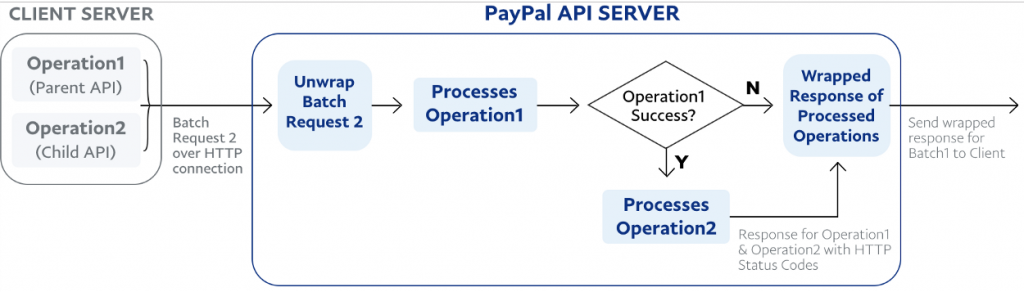 CLIENT SERVER
PayPal API SERVER
Operation1
(Parent API)
Operation2
(Child API)
Batch
Request 2
over HTTP
connection
Unwrap
Batch
Request 2
Processes
Operation1
Operation1
Success?
N
Y
Processes
Operation2
Wrapped
Response of
Processed
Operations
Response for Operation1
& Operation2 with HTTP
Status Codes
Send wrapped
response for
Batch1 to Client